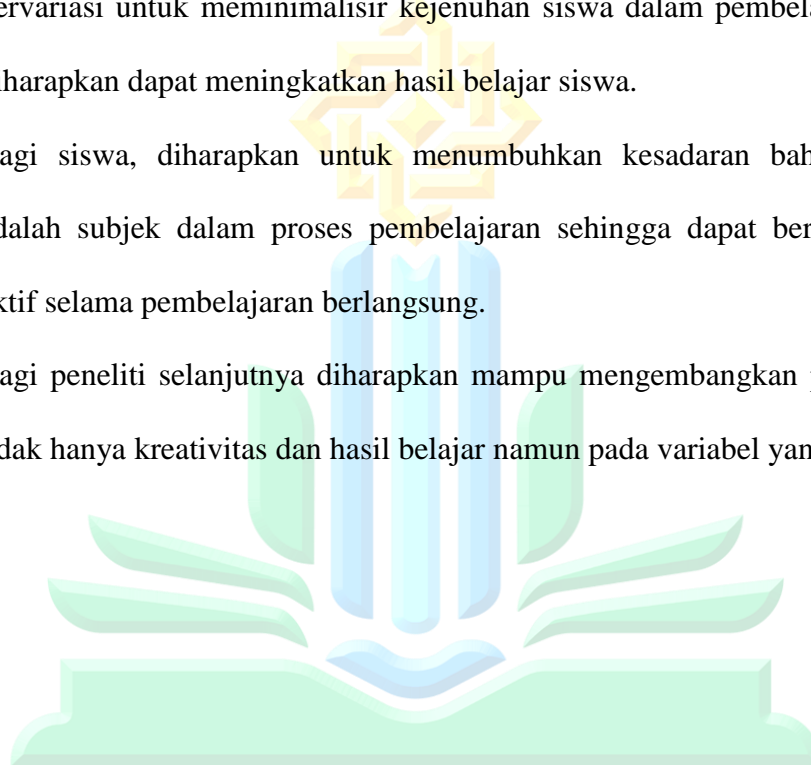 ervariasi untuk meminimalisir kejenuhan siswa dalam pembela
iharapkan dapat meningkatkan hasil belajar siswa.
agi siswa, diharapkan untuk menumbuhkan kesadaran bah
dalah subjek dalam proses pembelajaran sehingga dapat ber
ktif selama pembelajaran berlangsung.
agi peneliti selanjutnya diharapkan mampu mengembangkan
dak hanya kreativitas dan hasil belajar namun pada variabel yan